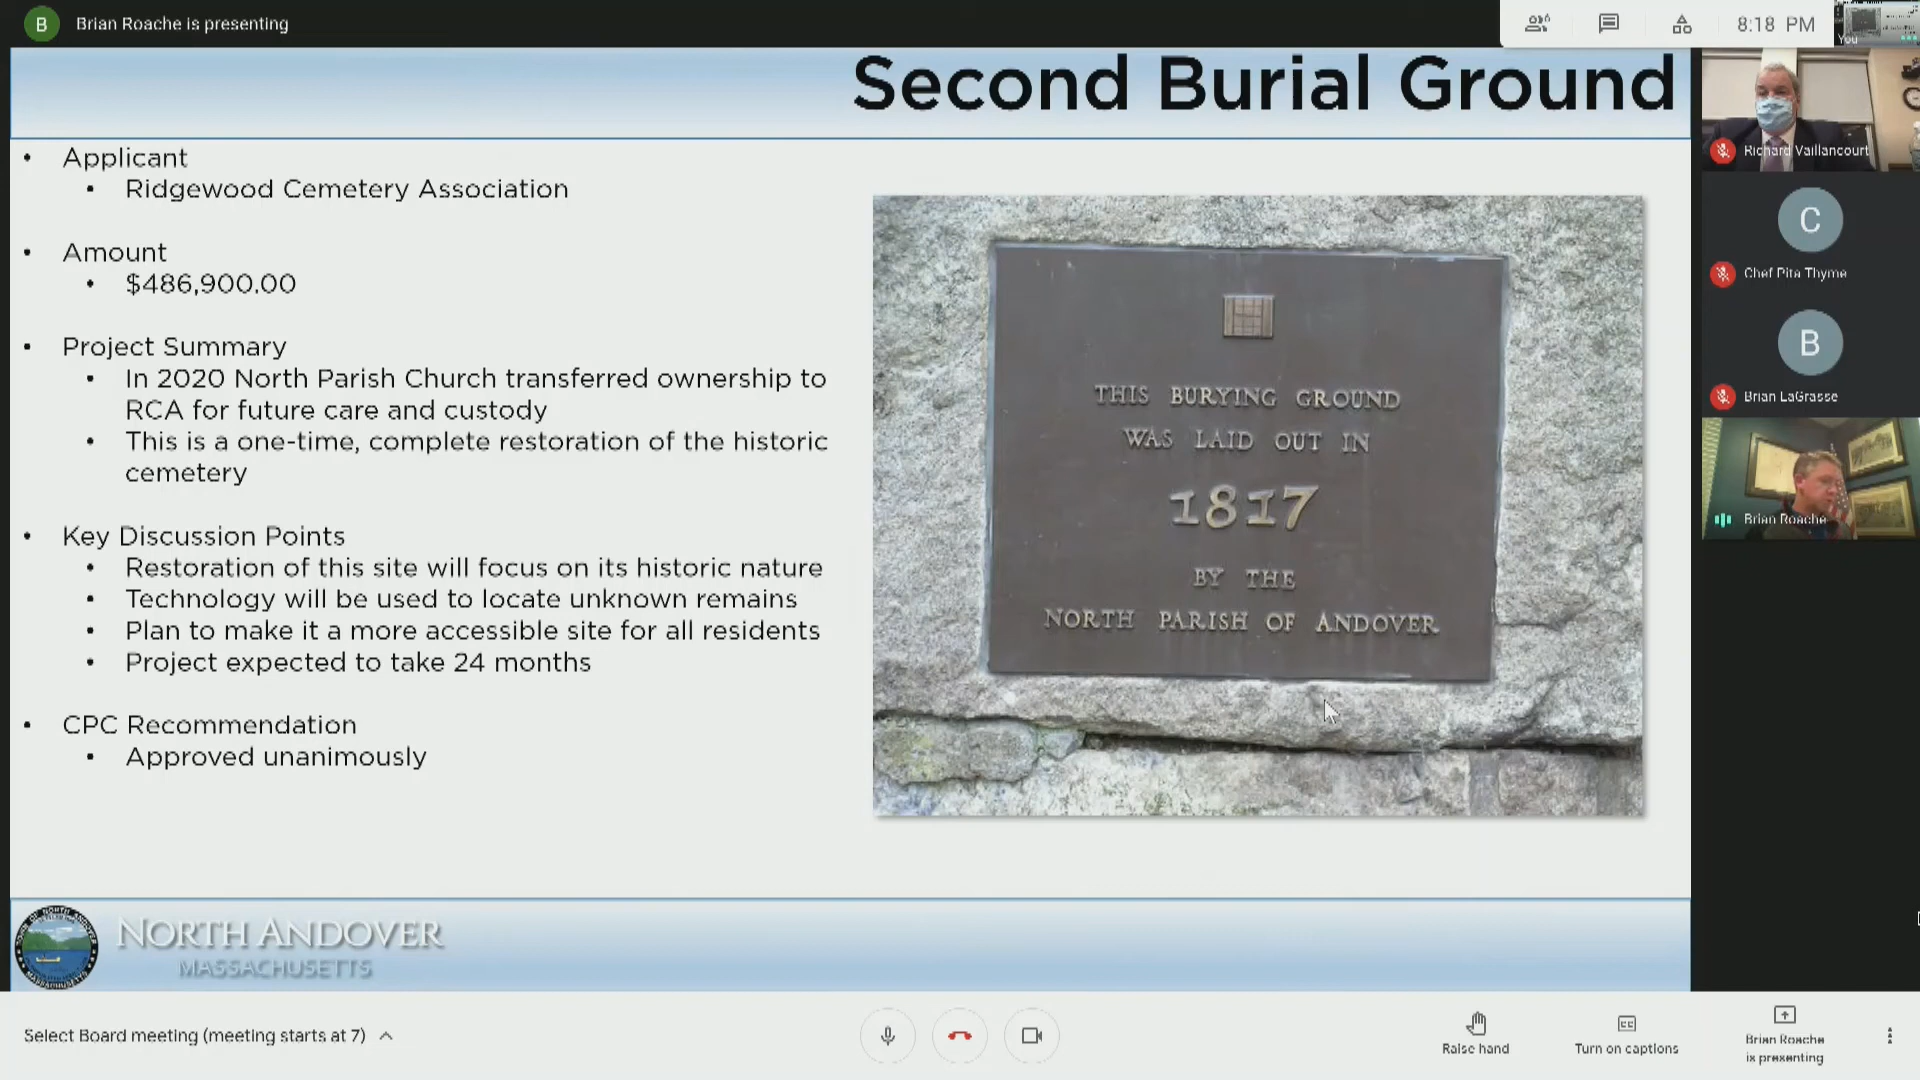 B Brian Roache is presenting
8:18 PM
You
Second Burial Ground
• Applicant
• Ridgewood Cemetery Association
• Amount
• $486,900.00
• Project Summary
• In 2020 North Parish Church transferred ownership to
RCA for future care and custody
• This is a one-time, complete restoration of the historic
cemetery
• Key Discussion Points
• Restoration of this site will focus on its historic nature
• Technology will be used to locate unknown remains
• Plan to make it a more accessible site for all residents
• Project expected to take 24 months
• CPC Recommendation
• Approved unanimously
THIS BURYING GROUND
WAS LAID OUT IN
1817
BY THE
NORTH PARISH OF ANDOVER
Richard Vaillancourt
C
Chef Pita Thyme
B
Brian LaGrasse
Brian Roache
NORTH ANDOVER
MASSACHUSETTS
Select Board meeting (meeting starts at 7)
Raise hand
Turn on captions
Brian Roache
is presenting